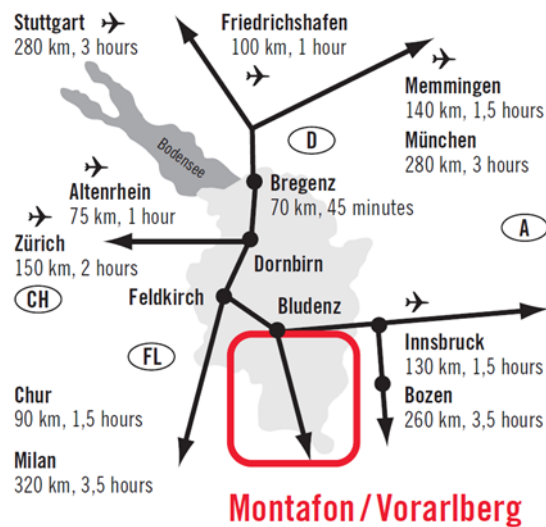 Stuttgart
280 km, 3 hours
Friedrichshafen
100 km, 1 hour
Memmingen
140 km, 1,5 hours
München
280 km, 3 hours
D
Bodensee
Altenrhein
75 km, 1 hour
Bregenz
70 km, 45 minutes
A
Zürich
150 km, 2 hours
Dornbirn
CH
Feldkirch
Bludenz
FL
Innsbruck
130 km, 1,5 hours
Bozen
260 km, 3,5 hours
Chur
90 km, 1,5 hours
Milan
320 km, 3,5 hours
Montafon / Vorarlberg